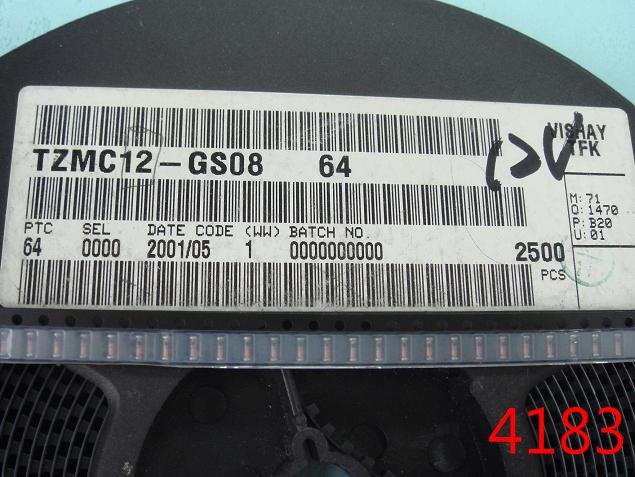 VISHAY
TFK
TZMC12-GS08 64
12V
M: 71
O: 1470
P: B20
U: 01
PTC SEL DATE CODE (WW) BATCH NO.
64 0000 2001/05 1 0000000000 2500
PCS
4183